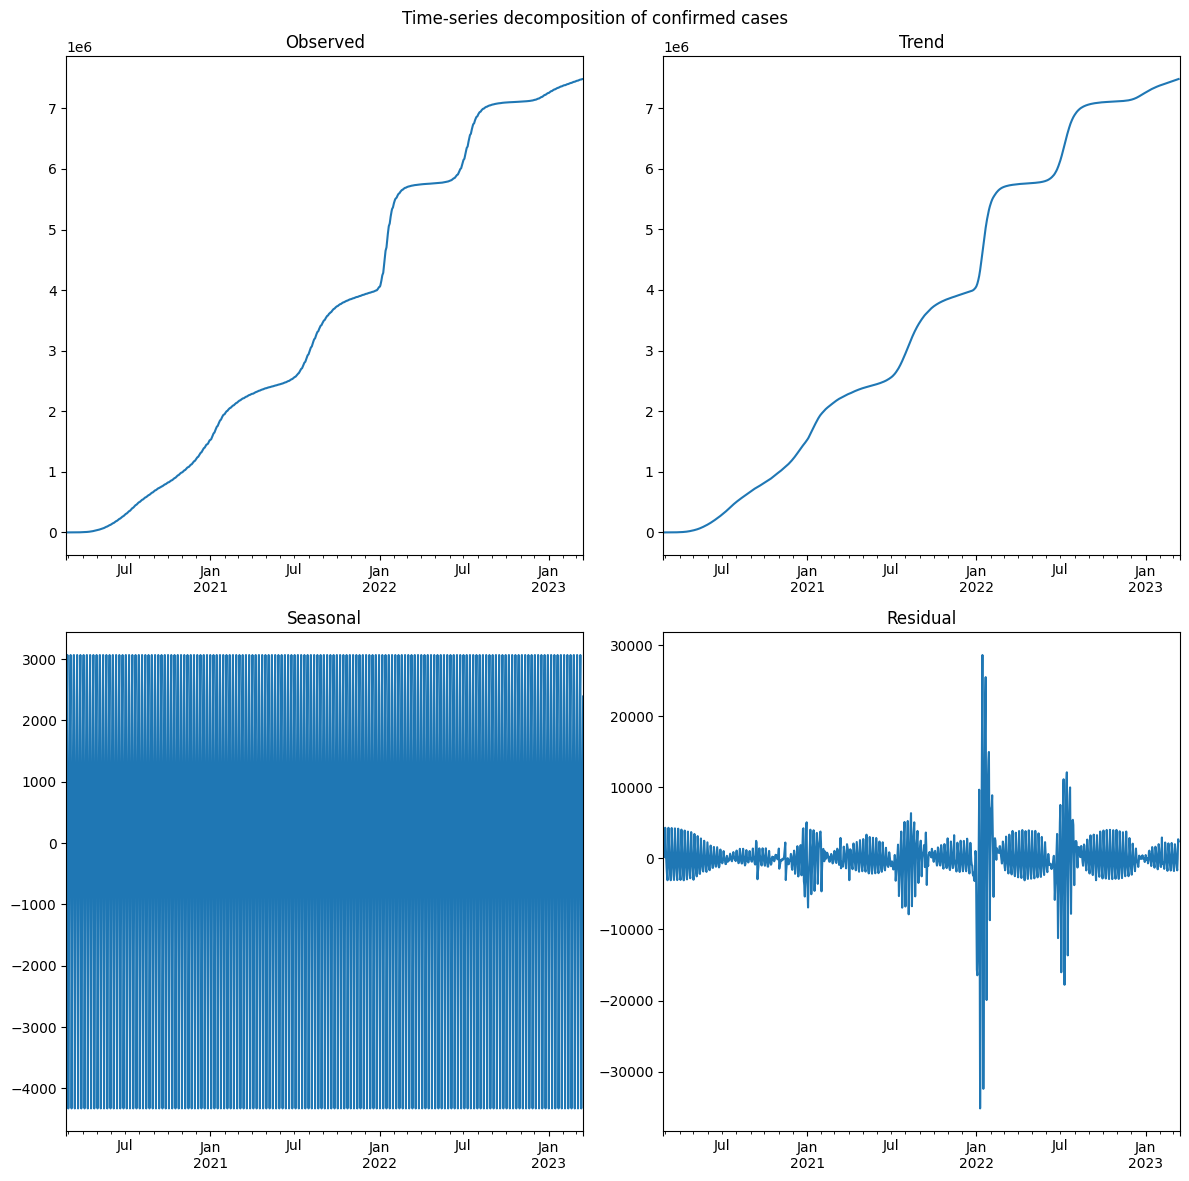 Time-series decomposition of confirmed cases
Observed
1e6
7
6
5
4
3
2
1
0
Jul
Jan
2021
Jul
Jan
2022
Jul
Jan
2023
Trend
1e6
7
6
5
4
3
2
1
0
Jul
Jan
2021
Jul
Jan
2022
Jul
Jan
2023
Seasonal
3000
2000
1000
0
−1000
−2000
−3000
−4000
Jul
Jan
2021
Jul
Jan
2022
Jul
Jan
2023
Residual
30000
20000
10000
0
−10000
−20000
−30000
Jul
Jan
2021
Jul
Jan
2022
Jul
Jan
2023